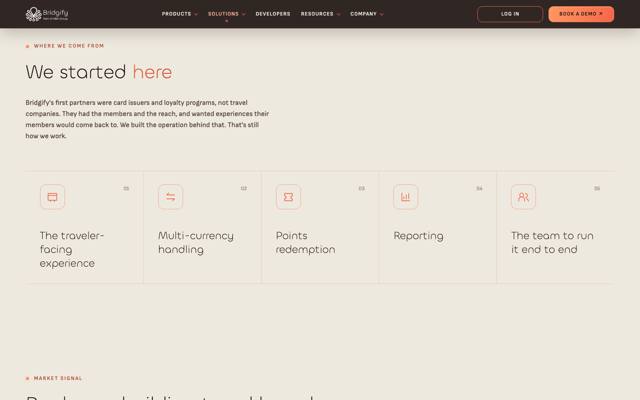 Bridgify
PRODUCTS
SOLUTIONS
DEVELOPERS
RESOURCES
COMPANY
LOG IN
BOOK A DEMO ↗
WHERE WE COME FROM
We started here
Bridgify's first partners were card issuers and loyalty programs, not travel
companies. They had the members and the reach, and wanted experiences their
members would come back to. We built the operation behind that. That's still
how we work.
01
The traveler-
facing
experience
02
Multi-currency
handling
03
Points
redemption
04
Reporting
05
The team to run
it end to end
MARKET SIGNAL